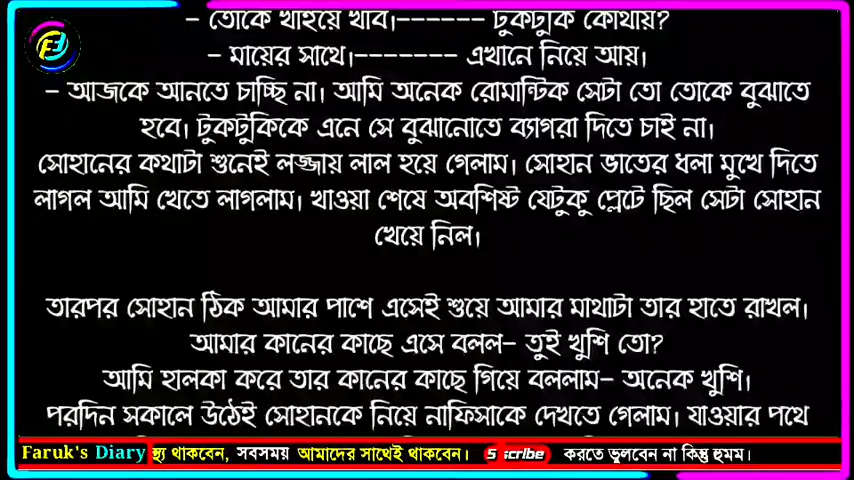 - তোকে খাইয়ে খাব।------ টুকটুকি কোথায়?
- মায়ের সাথে।------- এখানে নিয়ে আয়।
- আজকে আনতে চাচ্ছি না। আমি অনেক রোমান্টিক সেটা তো তোকে বুঝাতে
হবে। টুকটুকিকে এনে সে বুঝানোতে ব্যাগরা দিতে চাই না।
সোহানের কথাটা শুনেই লজ্জায় লাল হয়ে গেলাম। সোহান ভাতের ধলা মুখে দিতে
লাগল আমি খেতে লাগলাম। খাওয়া শেষে অবশিষ্ট যেটুকু প্লেটে ছিল সেটা সোহান
খেয়ে নিল।
তারপর সোহান ঠিক আমার পাশে এসেই শুয়ে আমার মাথাটা তার হাতে রাখল।
আমার কানের কাছে এসে বলল- তুই খুশি তো?
আমি হালকা করে তার কানের কাছে গিয়ে বললাম- অনেক খুশি।
পরদিন সকালে উঠেই সোহানকে নিয়ে নাফিসাকে দেখতে গেলাম। যাওয়ার পথে
Faruk's Diary স্থ্য থাকবেন, সবসময় আমাদের সাথেই থাকবেন। S scribe করতে ভুলবেন না কিন্তু হুমম।